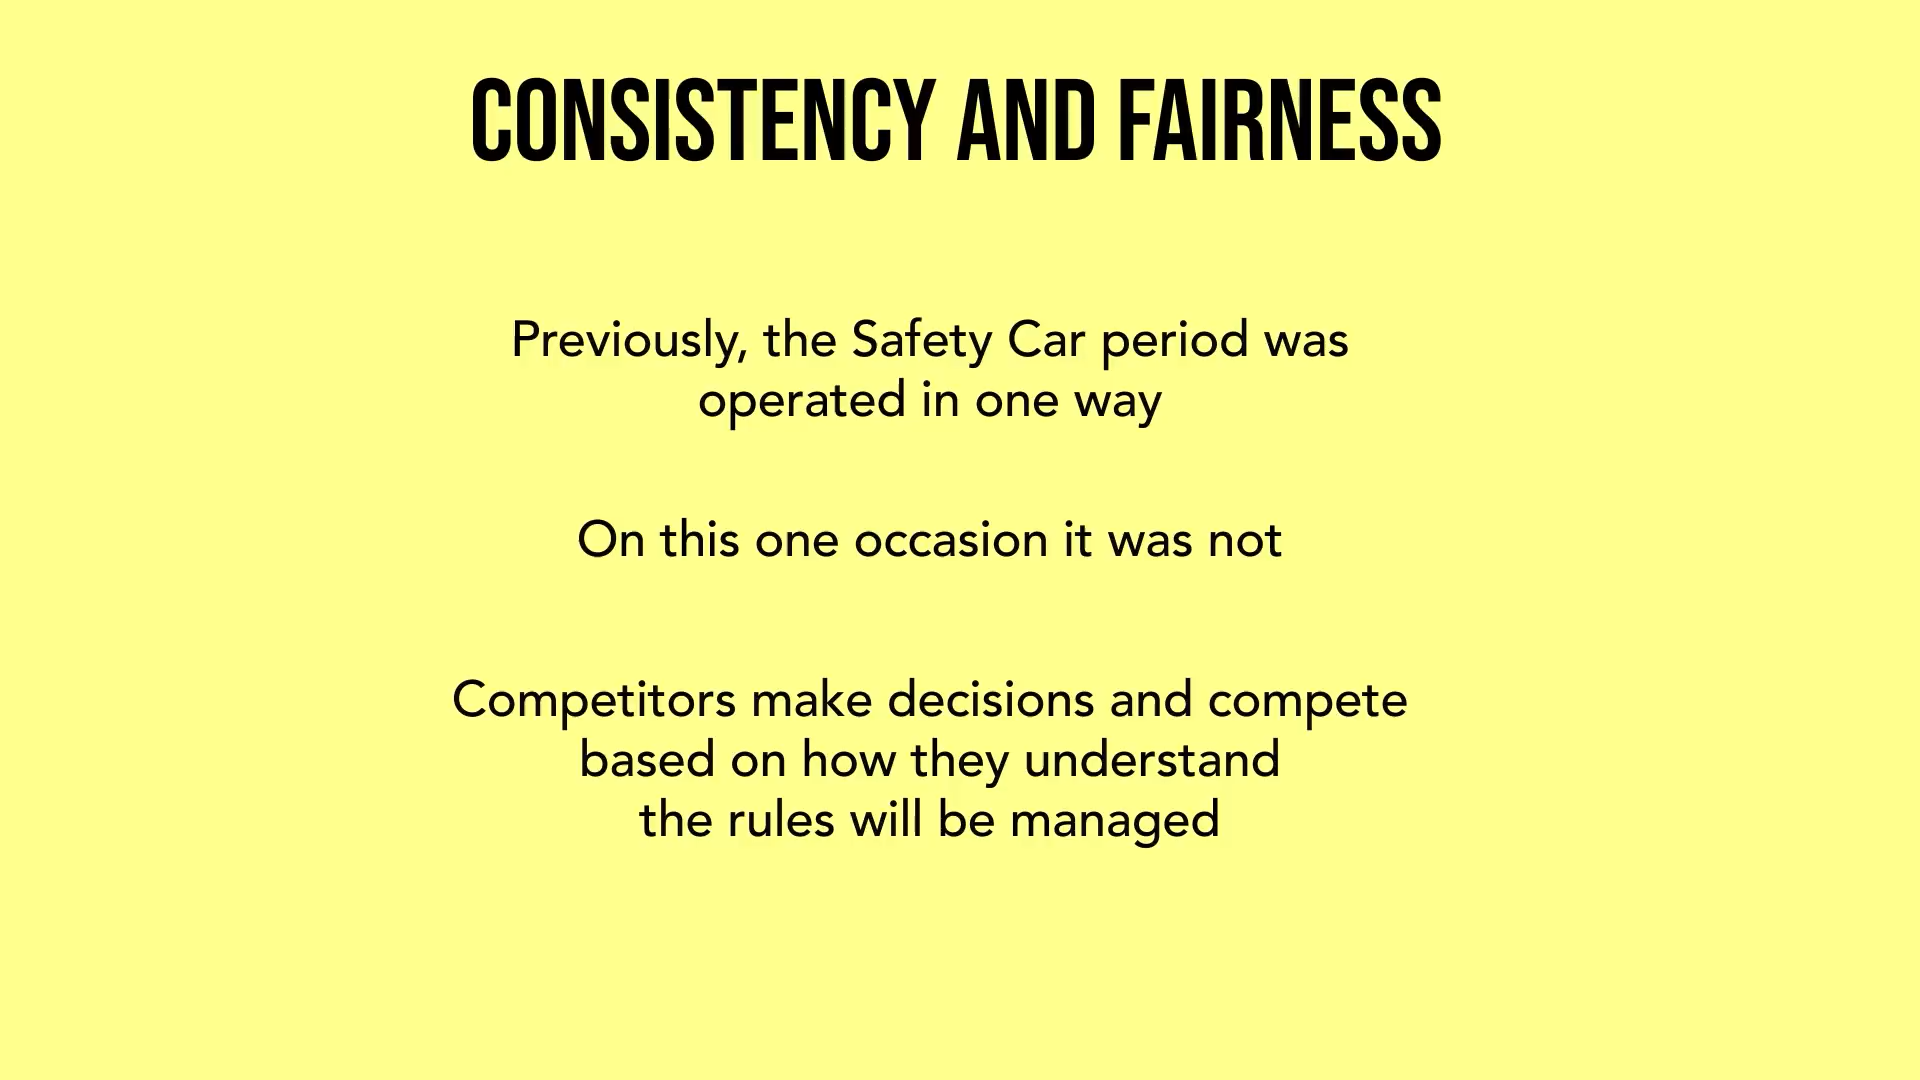 CONSISTENCY AND FAIRNESS
Previously, the Safety Car period was
operated in one way
On this one occasion it was not
Competitors make decisions and compete
based on how they understand
the rules will be managed